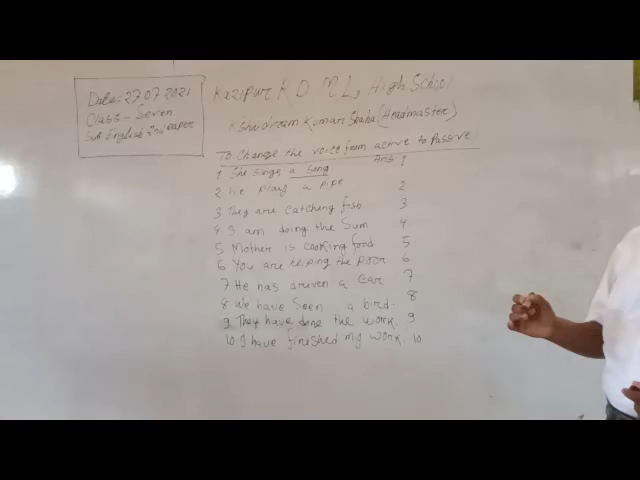 Date: 27.07.2021
Class - Seven
Sub: English 2nd paper
Kazipur R D M L, High School
Kshudiram Kumar Shaha (Headmaster)
To Change the voice from active to Passive
Ans: 1
1 She sings a song
2 He play a pipe 2
3 They are catching fish 3
4 I am doing the Sum 4
5 Mother is cooking food 5
6 You are the poor 6
7 He has driven a car 7
8 We have seen a bird. 8
9 They have done the work. 9
10 I have finished my work. 10